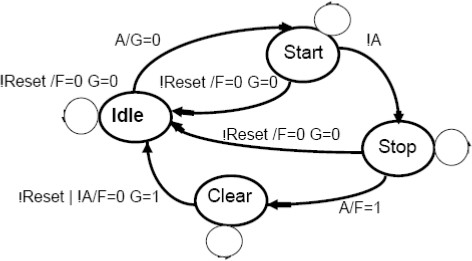 A/G=0
Start
!A
!Reset /F=0 G=0
!Reset /F=0 G=0
Idle
!Reset /F=0 G=0
Stop
!Reset | !A/F=0 G=1
Clear
A/F=1